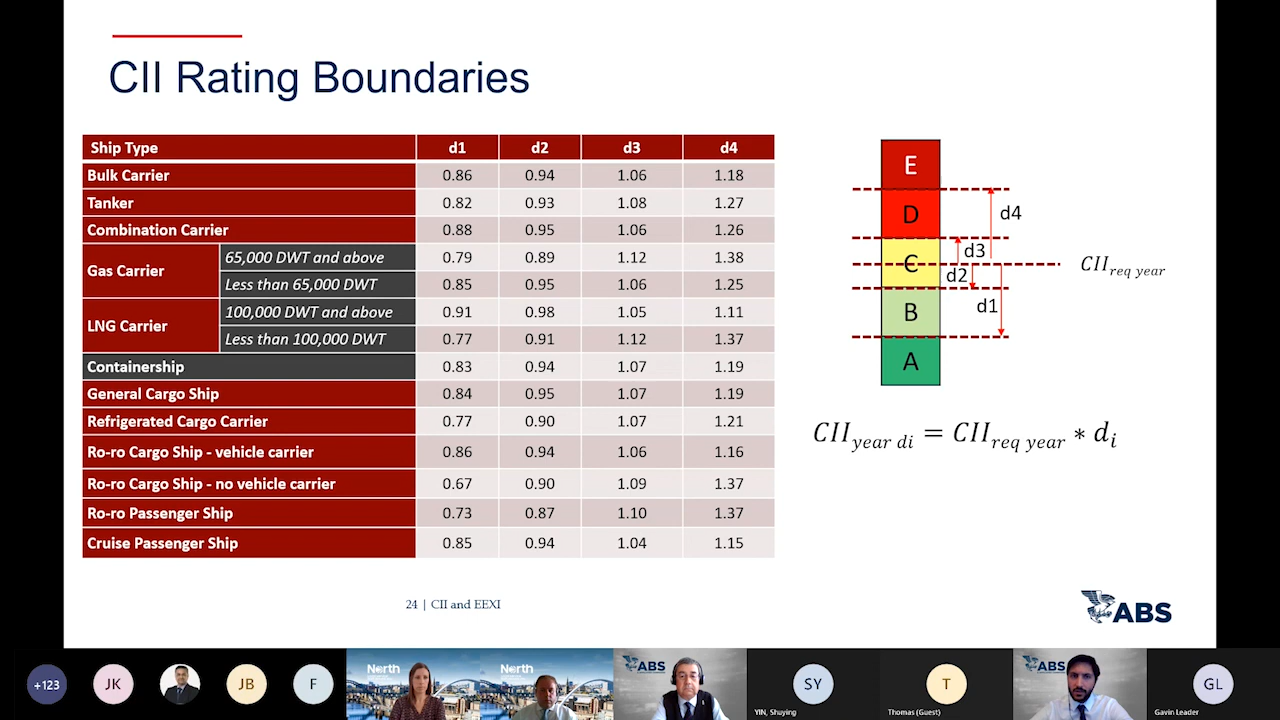 CII Rating Boundaries
Ship Type d1 d2 d3 d4
Bulk Carrier 0.86 0.94 1.06 1.18
Tanker 0.82 0.93 1.08 1.27
Combination Carrier 0.88 0.95 1.06 1.26
Gas Carrier
65,000 DWT and above 0.79 0.89 1.12 1.38
Less than 65,000 DWT 0.85 0.95 1.06 1.25
LNG Carrier
100,000 DWT and above 0.91 0.98 1.05 1.11
Less than 100,000 DWT 0.77 0.91 1.12 1.37
Containership 0.83 0.94 1.07 1.19
General Cargo Ship 0.84 0.95 1.07 1.19
Refrigerated Cargo Carrier 0.77 0.90 1.07 1.21
Ro-ro Cargo Ship - vehicle carrier 0.86 0.94 1.06 1.16
Ro-ro Cargo Ship - no vehicle carrier 0.67 0.90 1.09 1.37
Ro-ro Passenger Ship 0.73 0.87 1.10 1.37
Cruise Passenger Ship 0.85 0.94 1.04 1.15
E
D
d4
C
d3
CII req year
d2
B
d1
A
CII year di = CII req year * di
24 | CII and EEXI
ABS
+123
JK
JB
F
North
North
ABS
SY
YIN, Shuying
T
Thomas (Guest)
ABS
GL
Gavin Leader